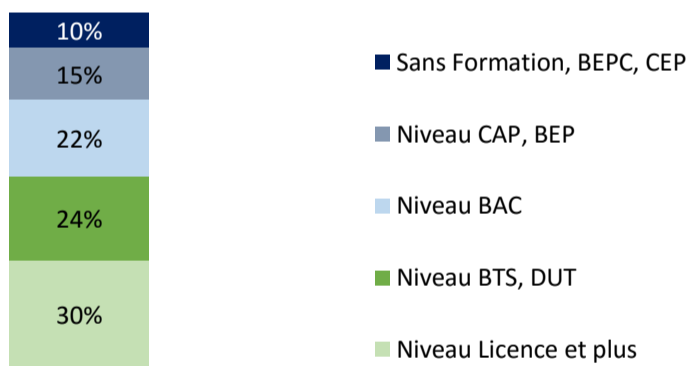 10%
15%
22%
24%
30%
Sans Formation, BEPC, CEP
Niveau CAP, BEP
Niveau BAC
Niveau BTS, DUT
Niveau Licence et plus